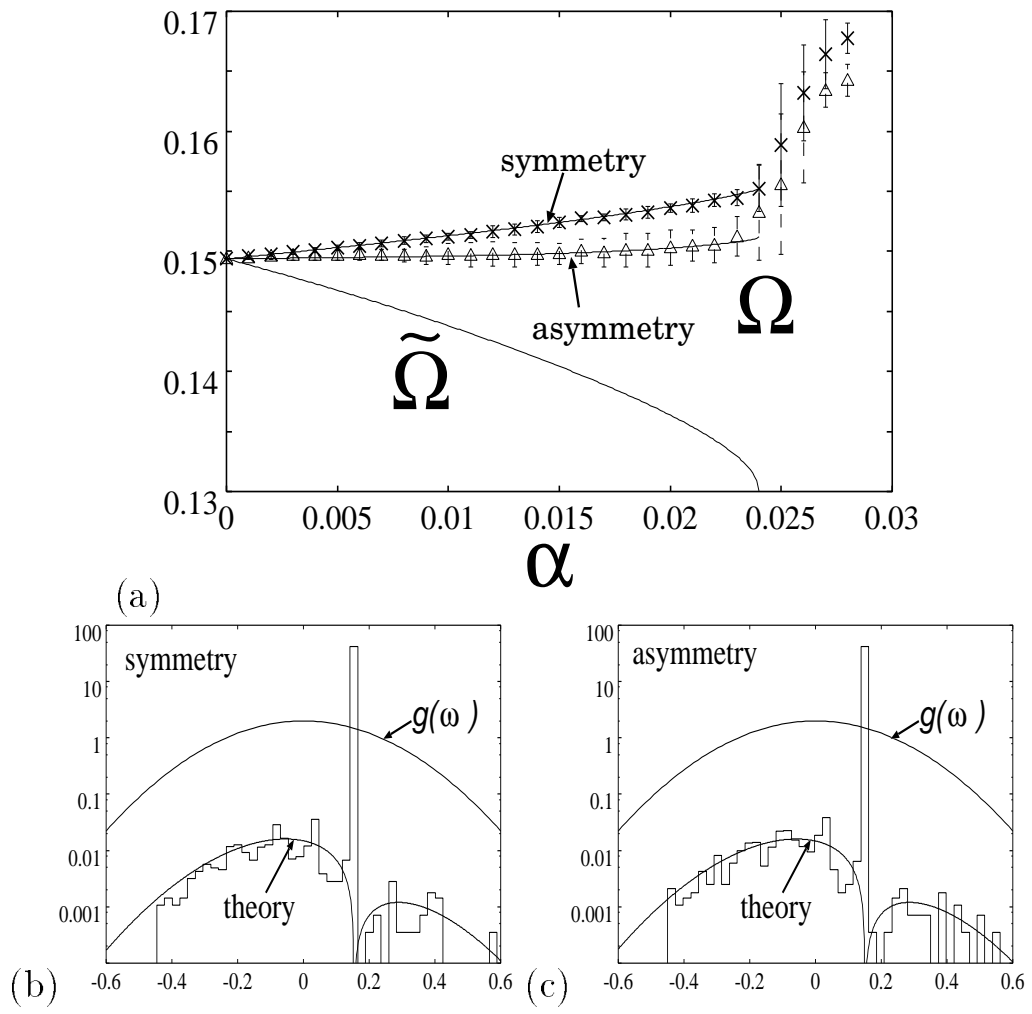 0.17
0.16
symmetry
0.15
asymmetry
Ω
Ω̃
0.14
0.13
0 0.005 0.01 0.015 0.02 0.025 0.03
α
(a)
100
symmetry
10
g(ω)
1
0.1
0.01
theory
0.001
-0.6 -0.4 -0.2 0 0.2 0.4 0.6
(b)
100
asymmetry
10
g(ω)
1
0.1
0.01
theory
0.001
-0.6 -0.4 -0.2 0 0.2 0.4 0.6
(c)